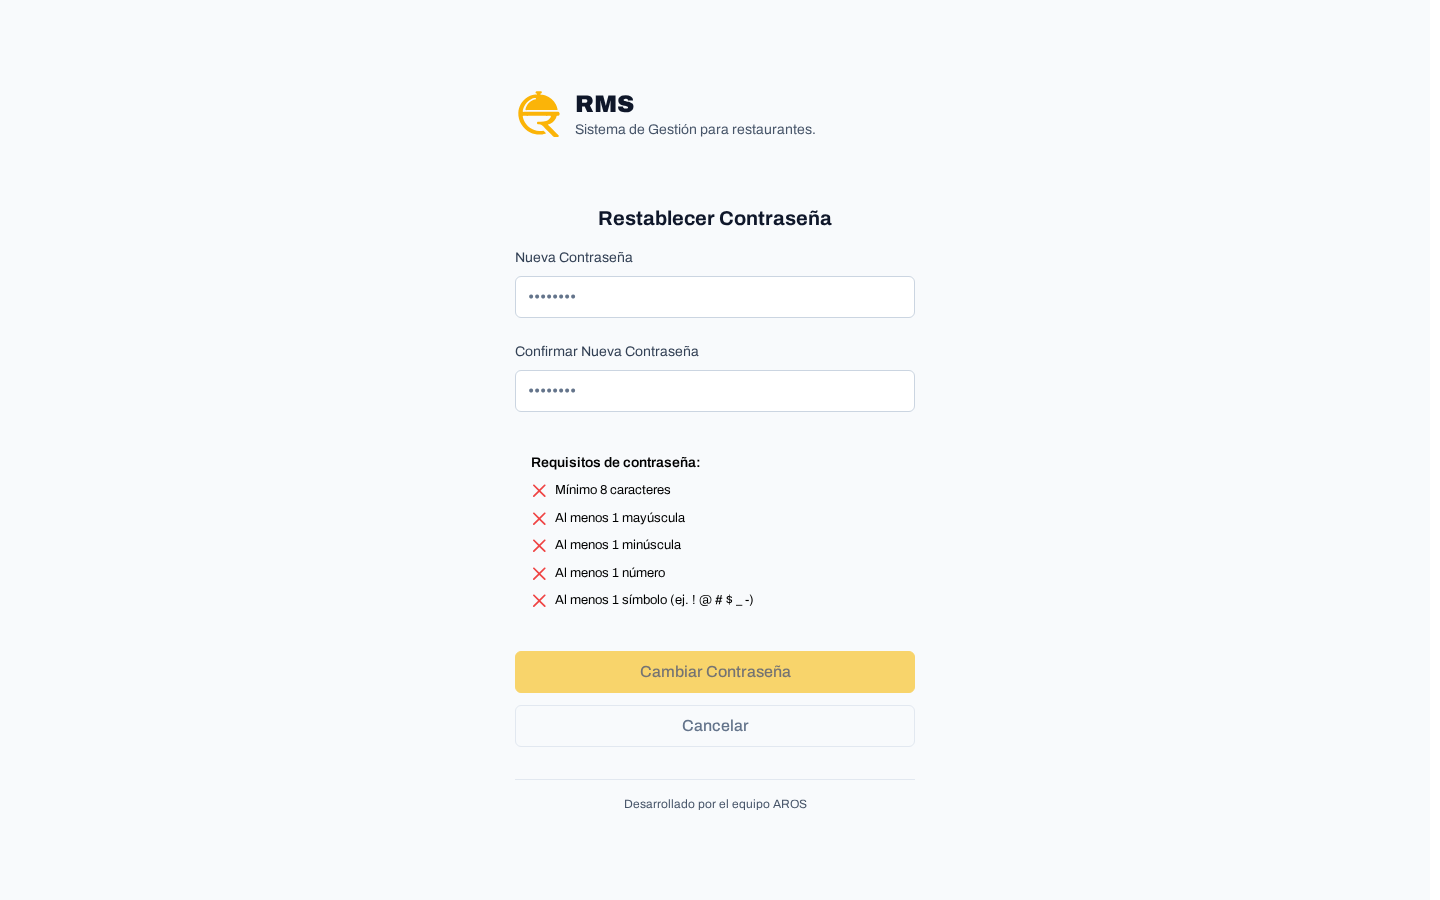 RMS
Sistema de Gestión para restaurantes.
Restablecer Contraseña
Nueva Contraseña
••••••••
Confirmar Nueva Contraseña
••••••••
Requisitos de contraseña:
Mínimo 8 caracteres
Al menos 1 mayúscula
Al menos 1 minúscula
Al menos 1 número
Al menos 1 símbolo (ej. ! @ # $ _ -)
Cambiar Contraseña
Cancelar
Desarrollado por el equipo AROS